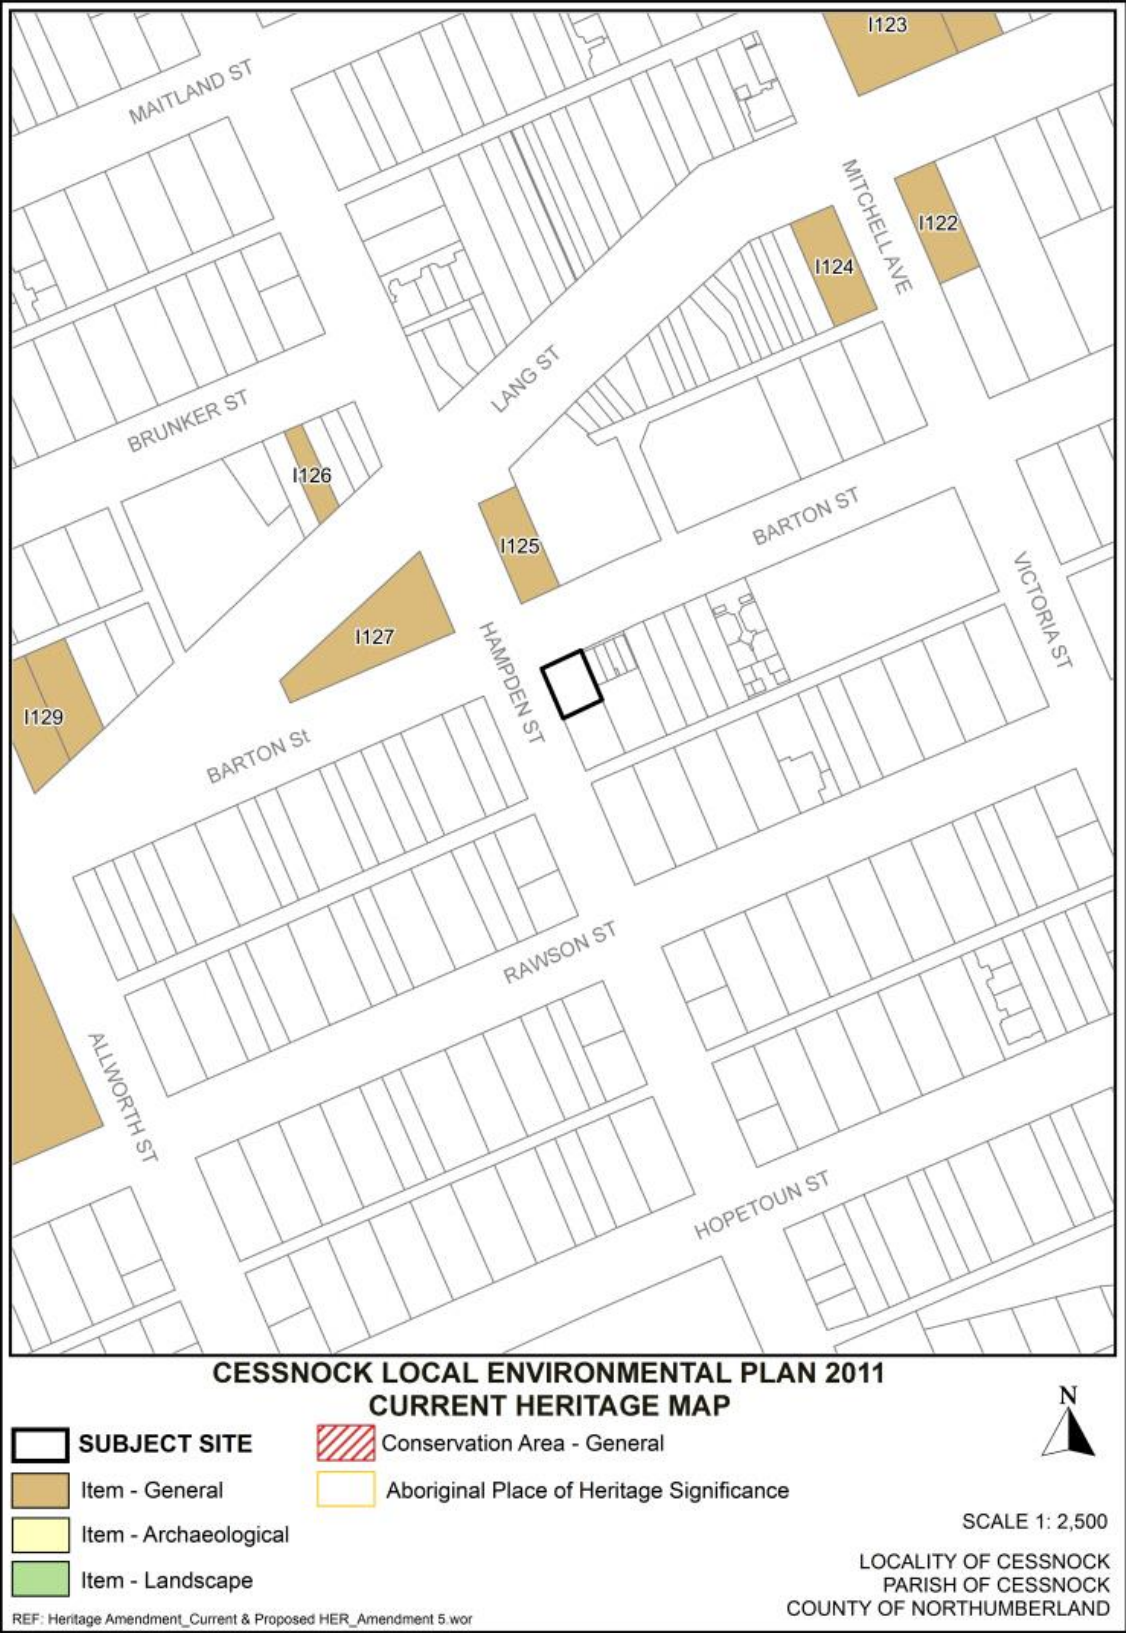 I123
MAITLAND ST
MITCHELL AVE
I122
I124
LANG ST
BRUNKER ST
I126
I125
BARTON ST
I127
HAMPDEN ST
VICTORIA ST
I129
BARTON St
RAWSON ST
ALLWORTH ST
HOPETOUN ST
CESSNOCK LOCAL ENVIRONMENTAL PLAN 2011
CURRENT HERITAGE MAP
N
SUBJECT SITE
Conservation Area - General
Item - General
Aboriginal Place of Heritage Significance
Item - Archaeological
Item - Landscape
SCALE 1: 2,500
LOCALITY OF CESSNOCK
PARISH OF CESSNOCK
COUNTY OF NORTHUMBERLAND
REF: Heritage Amendment_Current & Proposed HER_Amendment 5.wor